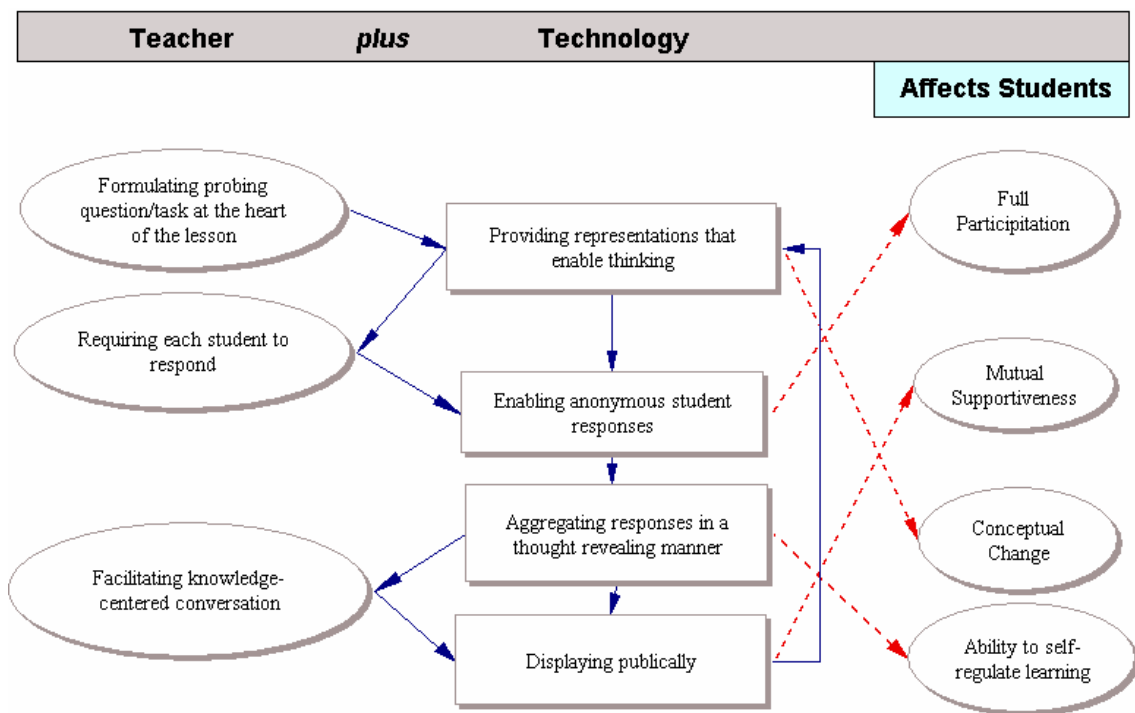 Teacher plus Technology
Affects Students
Formulating probing
question/task at the heart
of the lesson
Providing representations that
enable thinking
Full
Participitation
Requiring each student to
respond
Enabling anonymous student
responses
Mutual
Supportiveness
Aggregating responses in a
thought revealing manner
Conceptual
Change
Facilitating knowledge-
centered conversation
Displaying publically
Ability to self-
regulate learning